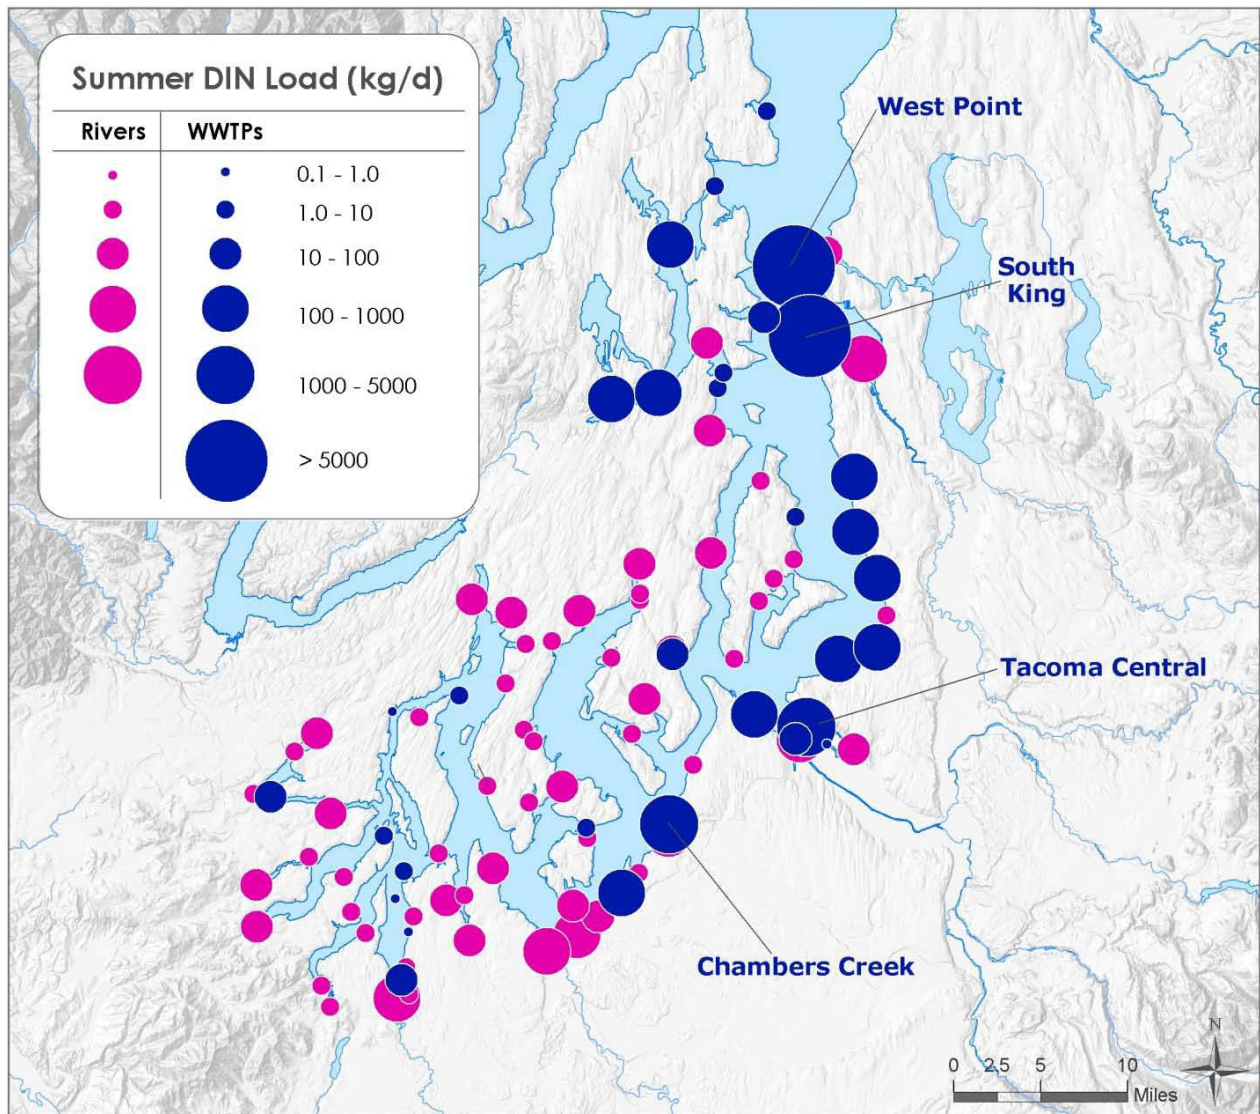 Summer DIN Load (kg/d)
Rivers WWTPs
0.1 - 1.0
1.0 - 10
10 - 100
100 - 1000
1000 - 5000
> 5000
West Point
South
King
Tacoma Central
Chambers Creek
N
0 2.5 5 10
Miles